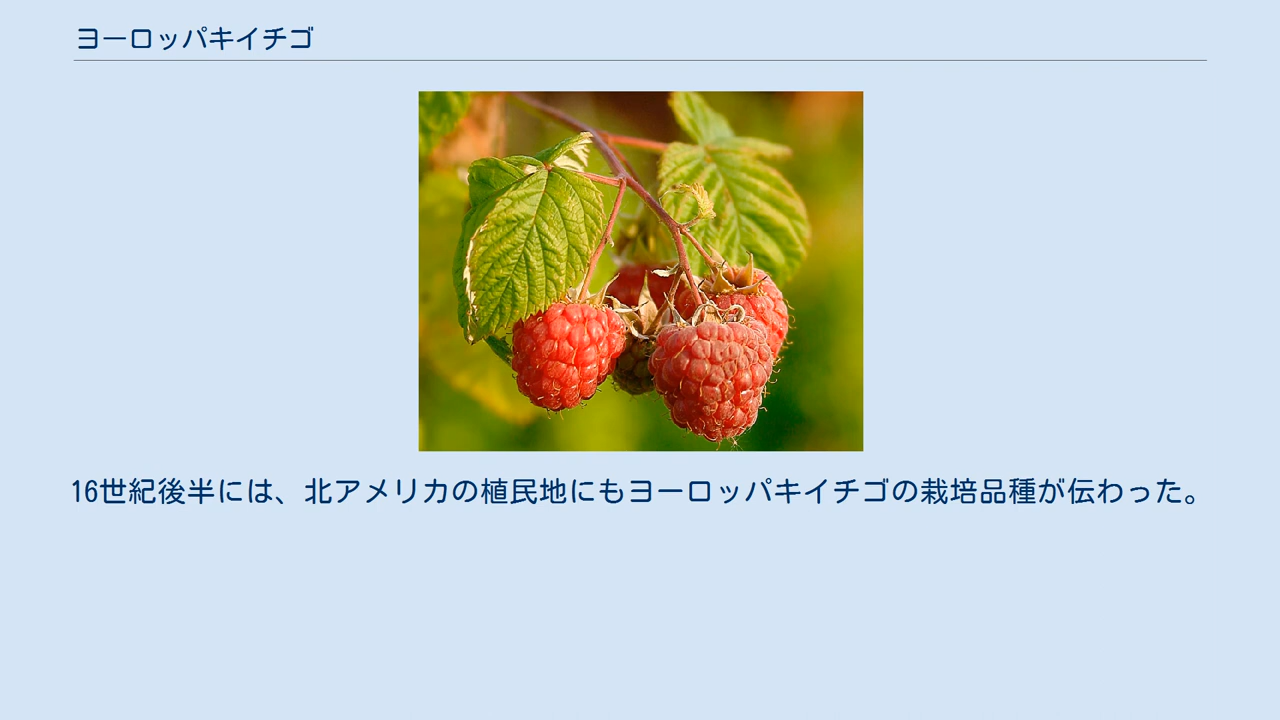 ヨーロッパキイチゴ
16世紀後半には、北アメリカの植民地にもヨーロッパキイチゴの栽培品種が伝わった。